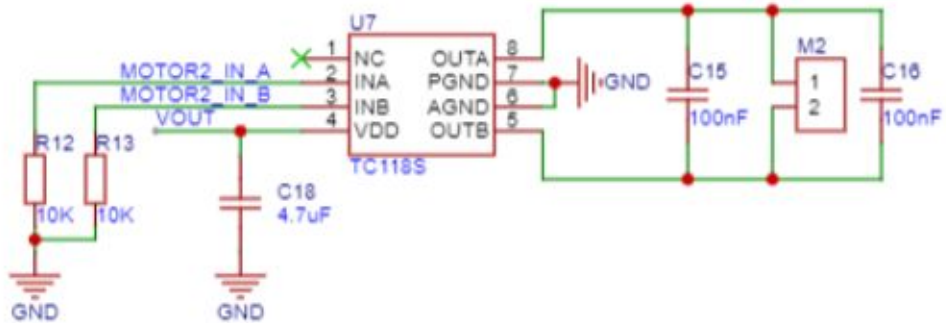 U7
1 NC OUTA 8
MOTOR2_IN_A 2 INA PGND 7 GND
MOTOR2_IN_B 3 INB AGND 6
VOUT 4 VDD OUTB 5
TC118S
R12 R13
10K 10K
C18
4.7uF
GND GND
C15
100nF
M2
1
2
C16
100nF